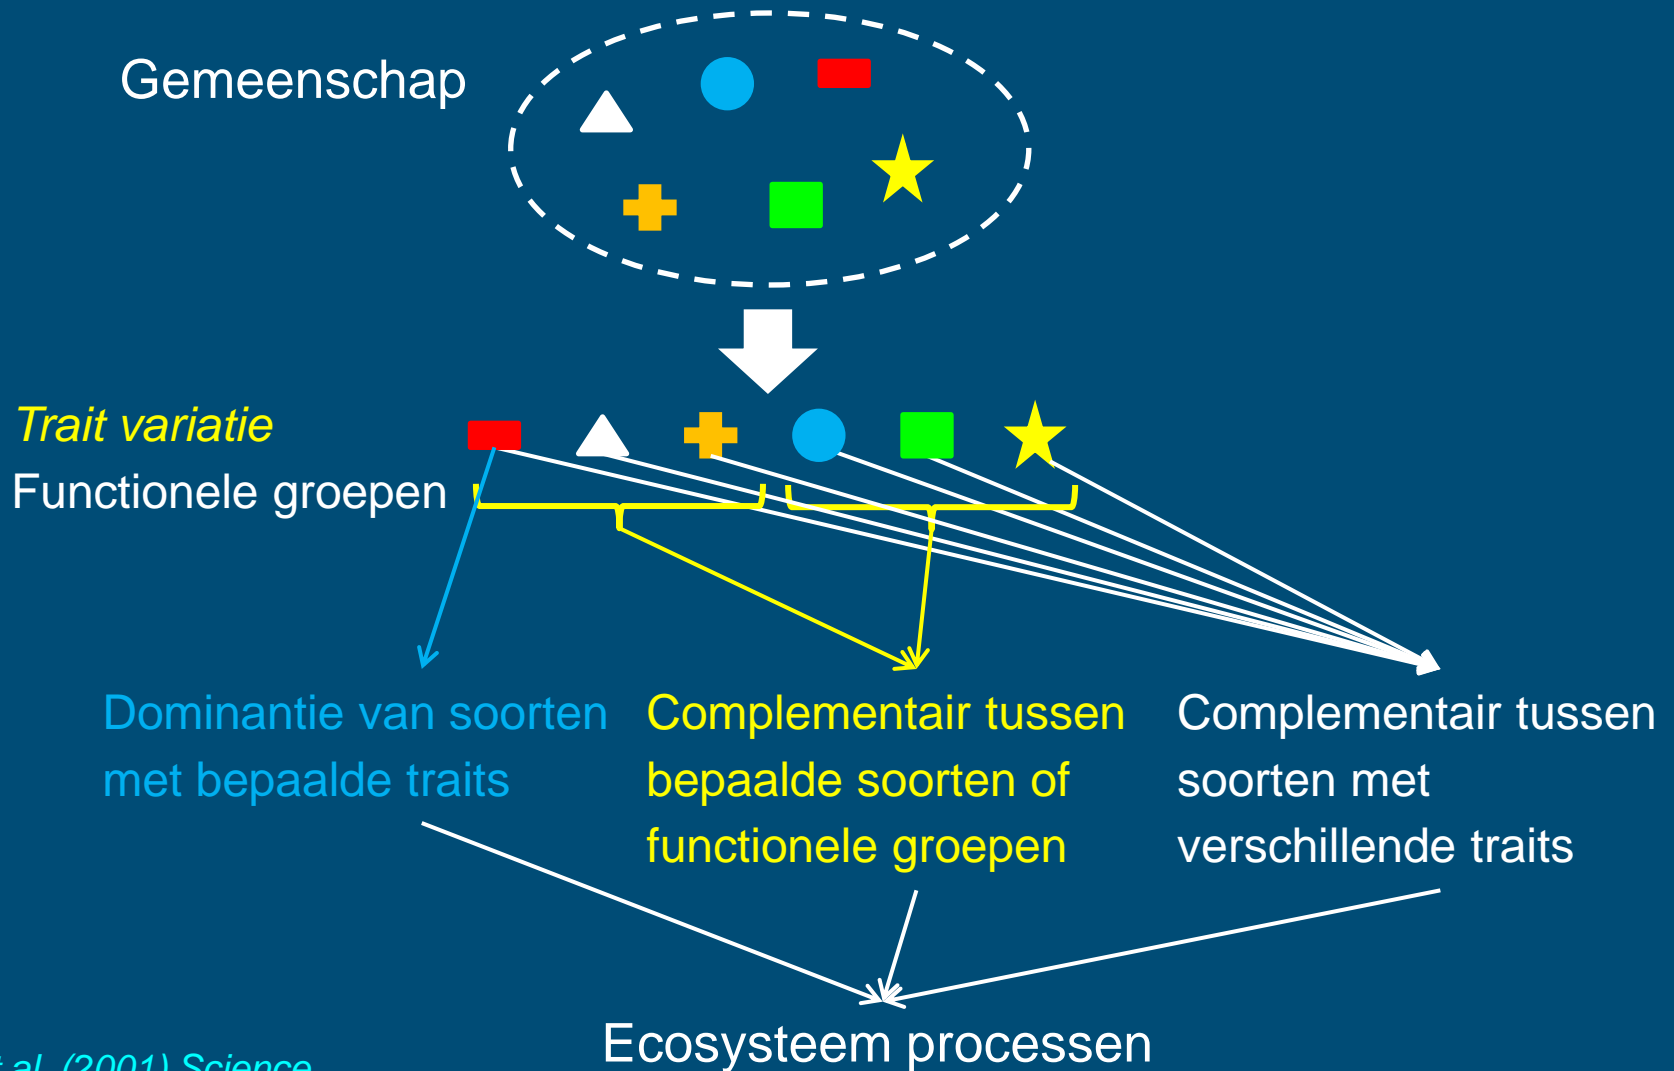 Gemeenschap
Trait variatie
Functionele groepen
Dominantie van soorten
met bepaalde traits
Complementair tussen
bepaalde soorten of
functionele groepen
Complementair tussen
soorten met
verschillende traits
Ecosysteem processen
al. (2001) Science